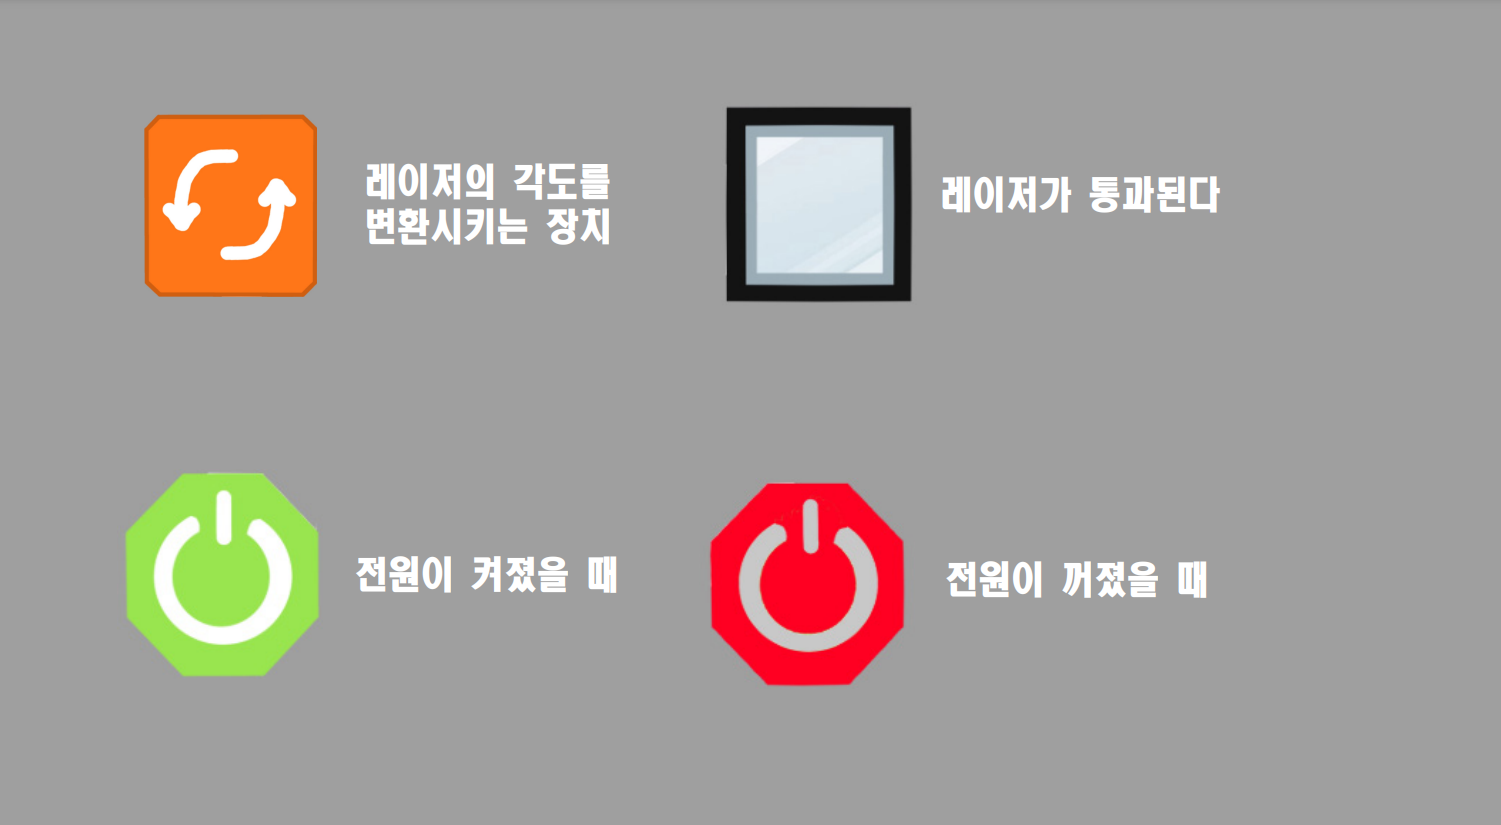 레이저의 각도를
변환시키는 장치
레이저가 통과된다
전원이 켜졌을 때
전원이 꺼졌을 때